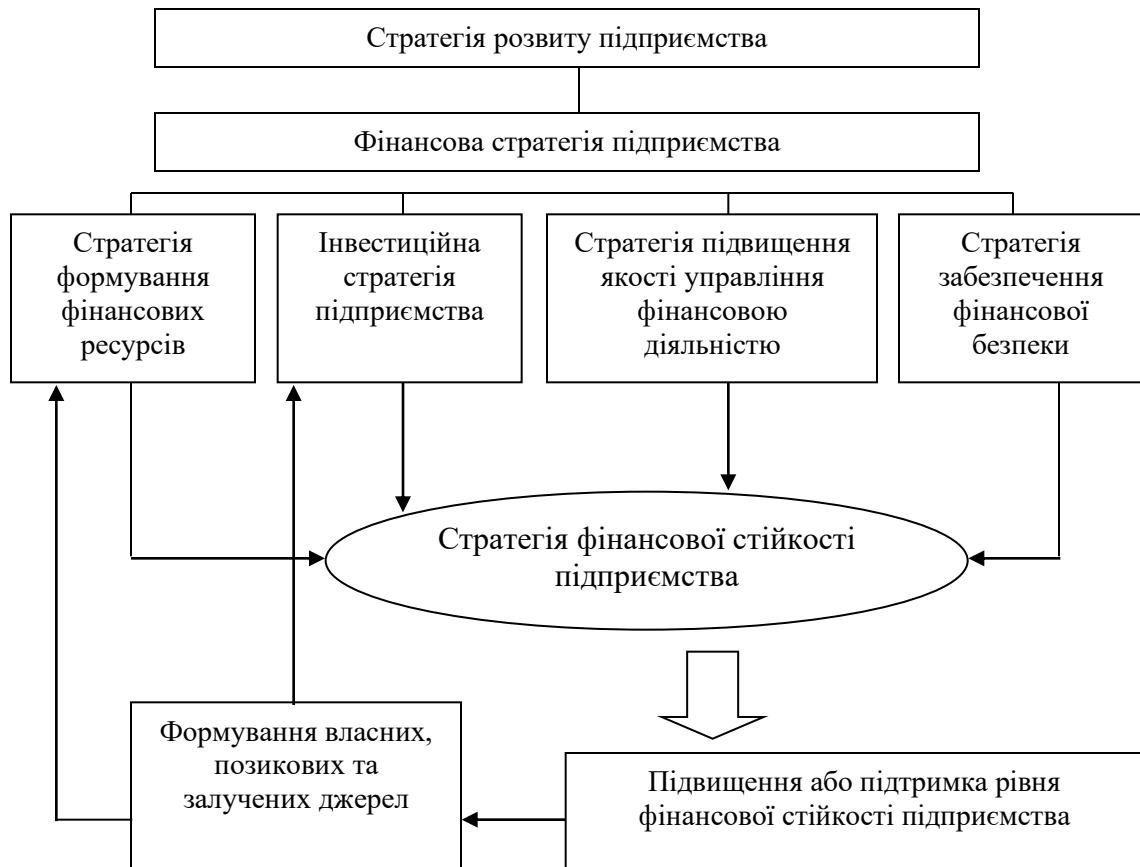 Стратегія розвиту підприємства
Фінансова стратегія підприємства
Стратегія
формування
фінансових
ресурсів
Інвестиційна
стратегія
підприємства
Стратегія підвищення
якості управління
фінансовою
діяльністю
Стратегія
забезпечення
фінансової
безпеки
Стратегія фінансової стійкості
підприємства
Формування власних,
позикових та
залучених джерел
Підвищення або підтримка рівня
фінансової стійкості підприємства